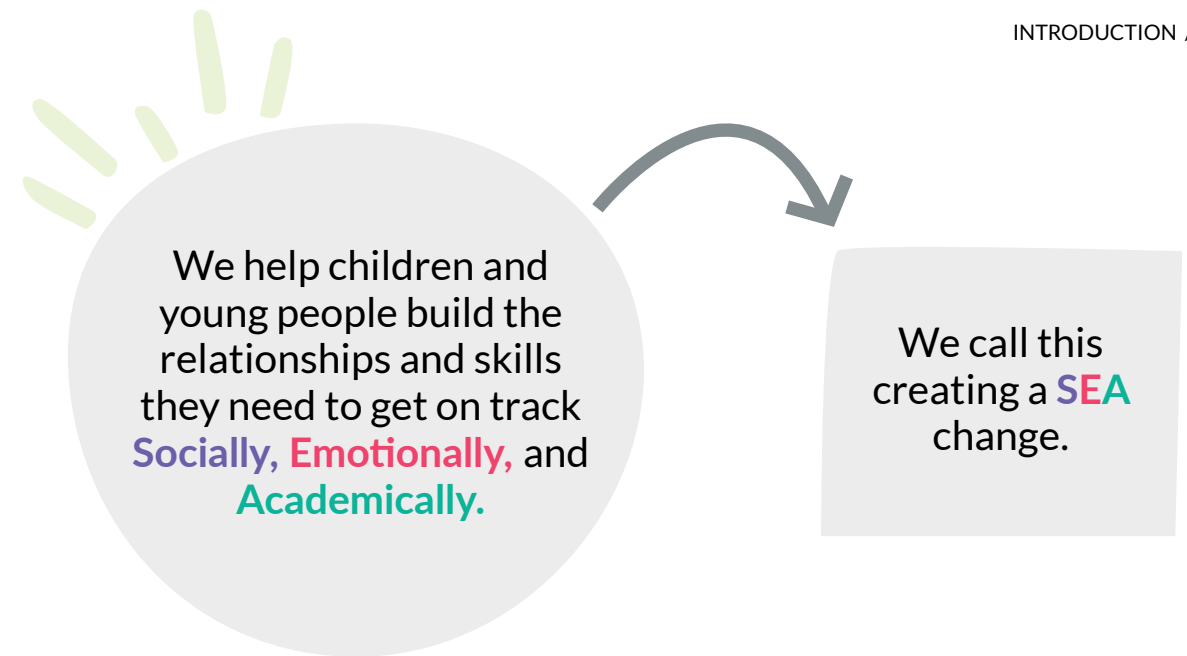 INTRODUCTION
We help children and
young people build the
relationships and skills
they need to get on track
Socially, Emotionally, and
Academically.
We call this
creating a SEA
change.